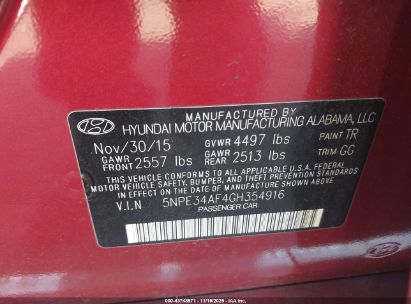 MANUFACTURED BY
HYUNDAI MOTOR MANUFACTURING ALABAMA, LLC
Nov/30/15 GVWR 4497 lbs PAINT TR
GAWR FRONT 2557 lbs GAWR REAR 2513 lbs TRIM GG
THIS VEHICLE CONFORMS TO ALL APPLICABLE U.S. FEDERAL
MOTOR VEHICLE SAFETY, BUMPER, AND THEFT PREVENTION STANDARDS
IN EFFECT ON THE DATE OF MANUFACTURE SHOWN ABOVE.
V.I.N 5NPE34AF4GH354916
PASSENGER CAR